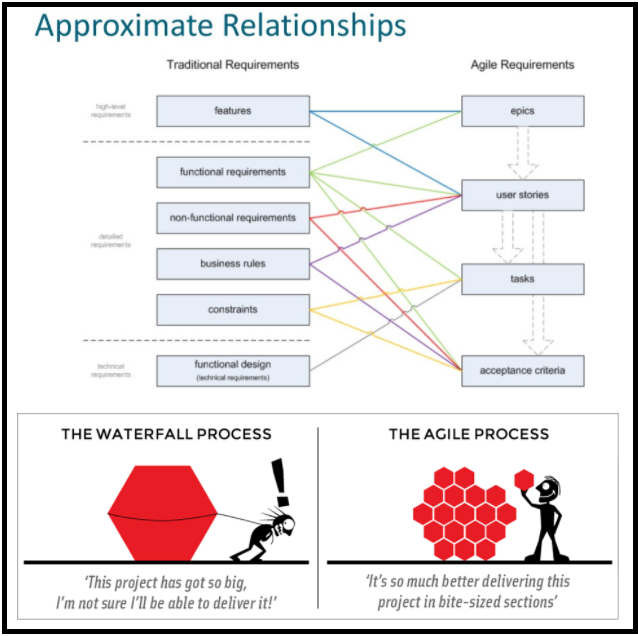 Approximate Relationships
Traditional Requirements
Agile Requirements
high-level
requirements
features
epics
functional requirements
user stories
non-functional requirements
detailed
requirements
business rules
tasks
constraints
technical
requirements
functional design
(technical requirements)
acceptance criteria
THE WATERFALL PROCESS
THE AGILE PROCESS
!
'This project has got so big,
I'm not sure I'll be able to deliver it!'
'It's so much better delivering this
project in bite-sized sections'